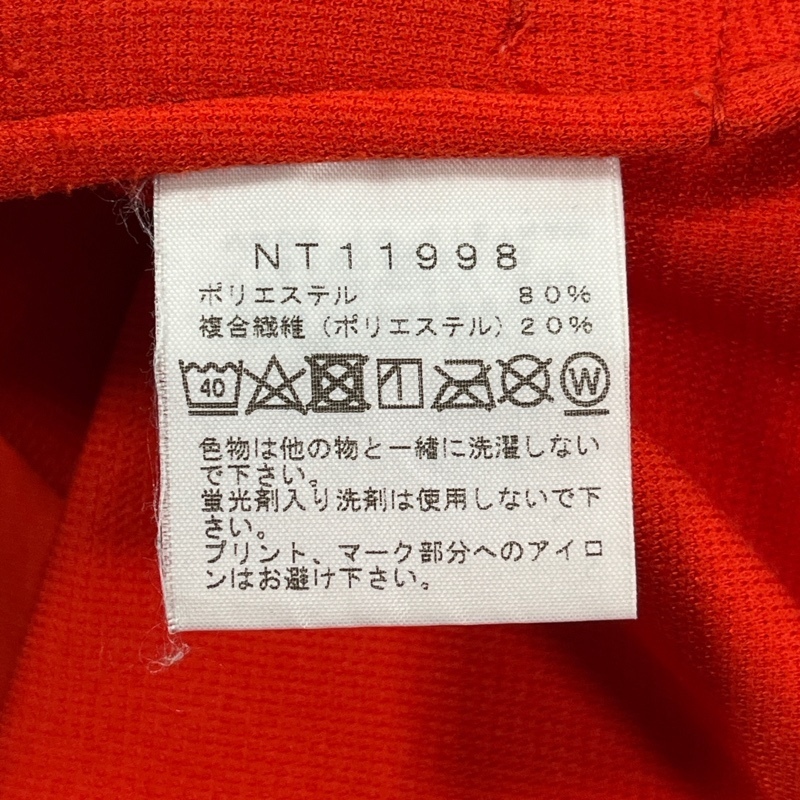 NT11998
ポリエステル 80%
複合繊維（ポリエステル）20%
40 W
色物は他の物と一緒に洗濯しない
で下さい。
蛍光剤入り洗剤は使用しないで下
さい。
プリント、マーク部分へのアイロ
ンはお避け下さい。